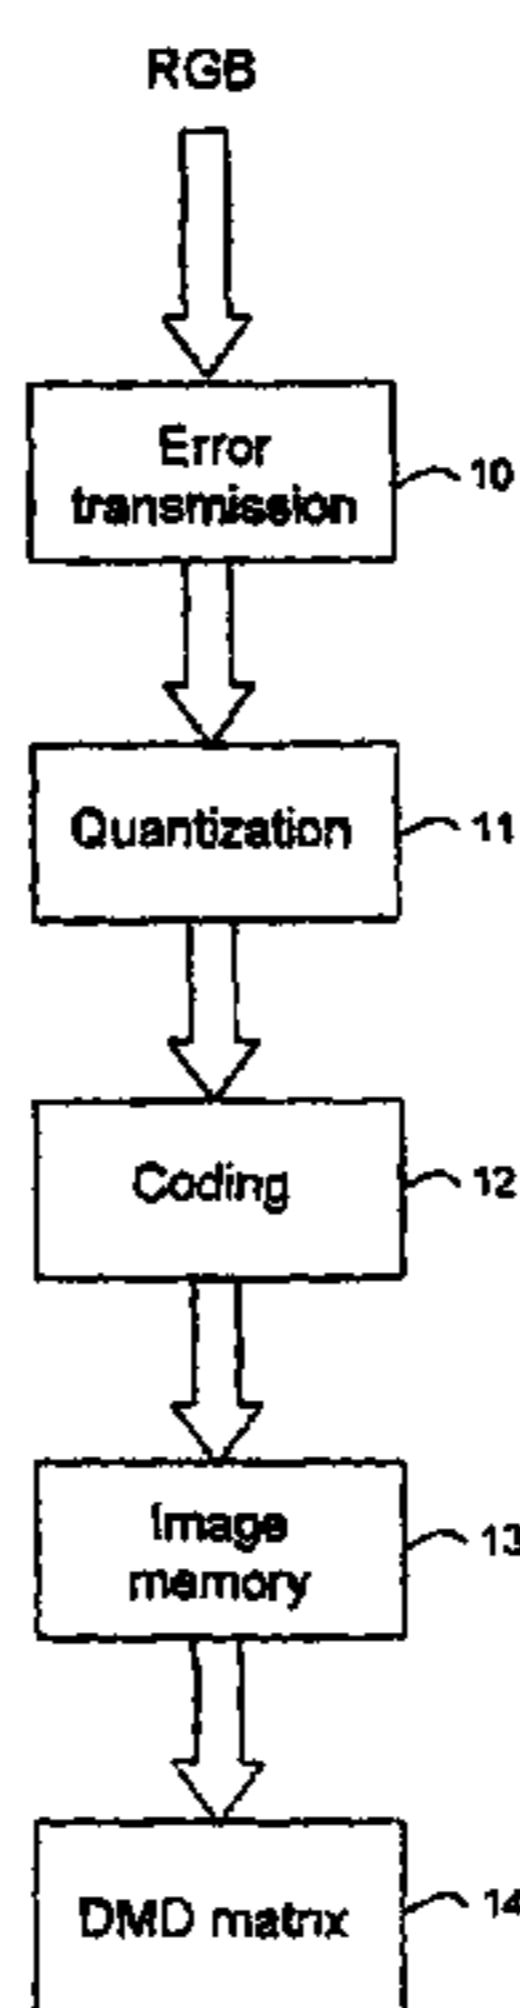 RGB
Error
transmission
10
Quantization
11
Coding
12
Image
memory
13
DMD matrix
14